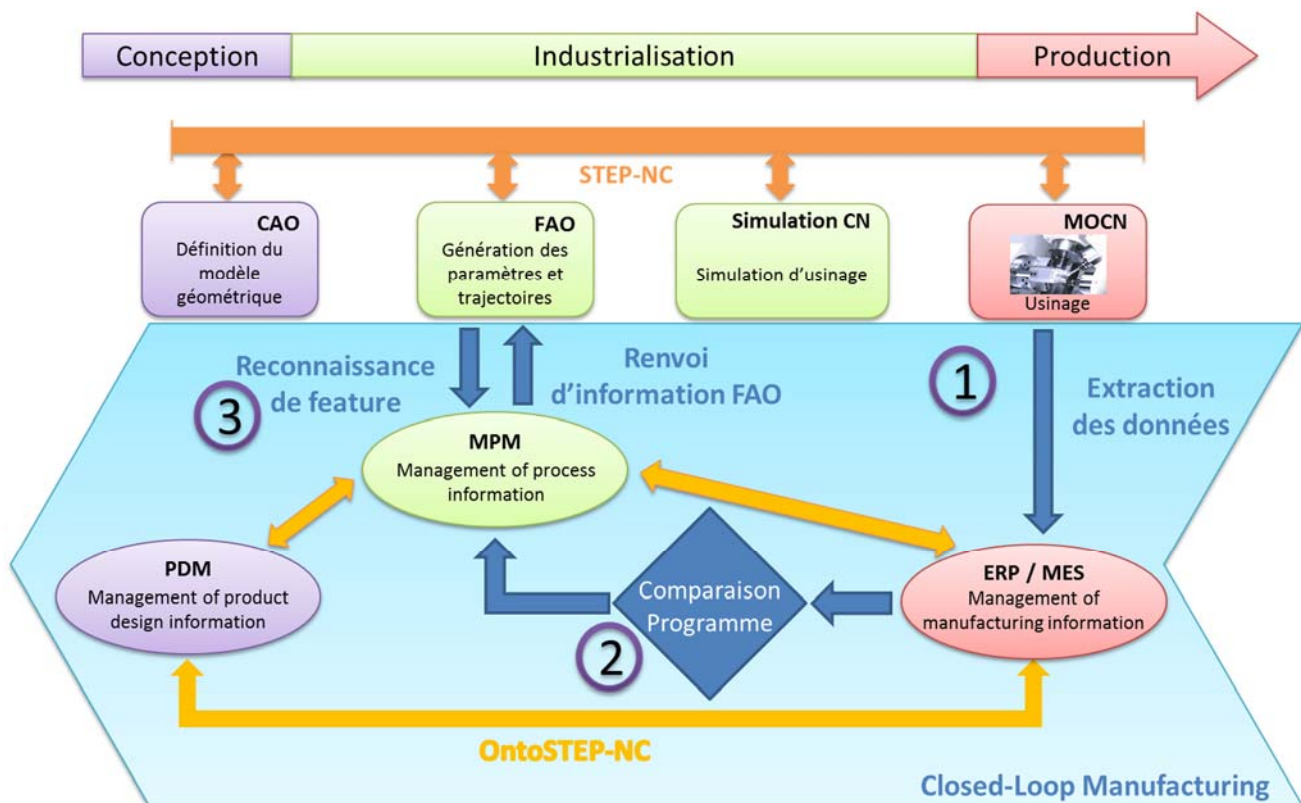 Conception
Industrialisation
Production
STEP-NC
CAO
Définition du
modèle
géométrique
FAO
Génération des
paramètres et
trajectoires
Simulation CN
Simulation d'usinage
MOCN
Usinage
Reconnaissance
de feature
3
Renvoi
d'information FAO
1
Extraction
des données
MPM
Management of process
information
PDM
Management of product
design information
Comparaison
Programme
2
ERP / MES
Management of
manufacturing information
OntoSTEP-NC
Closed-Loop Manufacturing